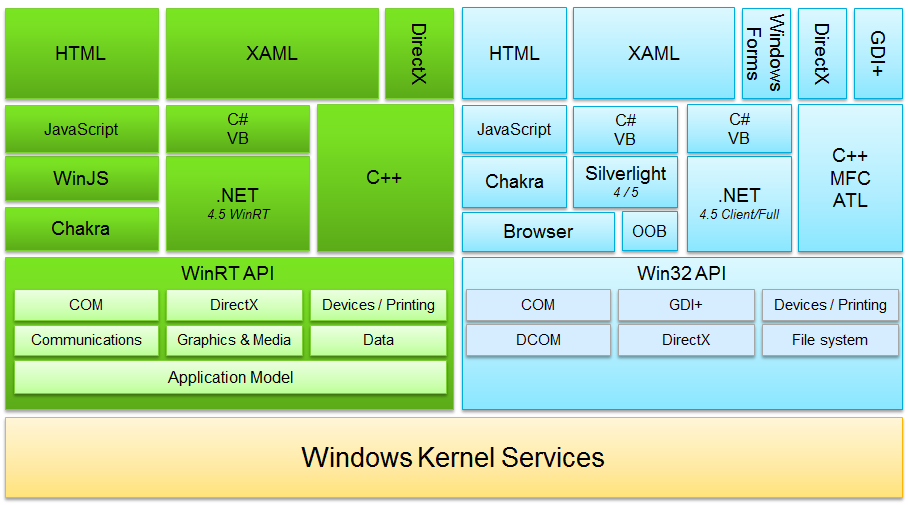 HTML
XAML
DirectX
JavaScript
C#
VB
C++
WinJS
.NET
4.5 WinRT
Chakra
WinRT API
COM
DirectX
Devices / Printing
Communications
Graphics & Media
Data
Application Model
HTML
XAML
Windows
Forms
DirectX
GDI+
JavaScript
C#
VB
C#
VB
C++
MFC
ATL
Chakra
Silverlight
4 / 5
.NET
4.5 Client/Full
Browser
OOB
Win32 API
COM
GDI+
Devices / Printing
DCOM
DirectX
File system
Windows Kernel Services